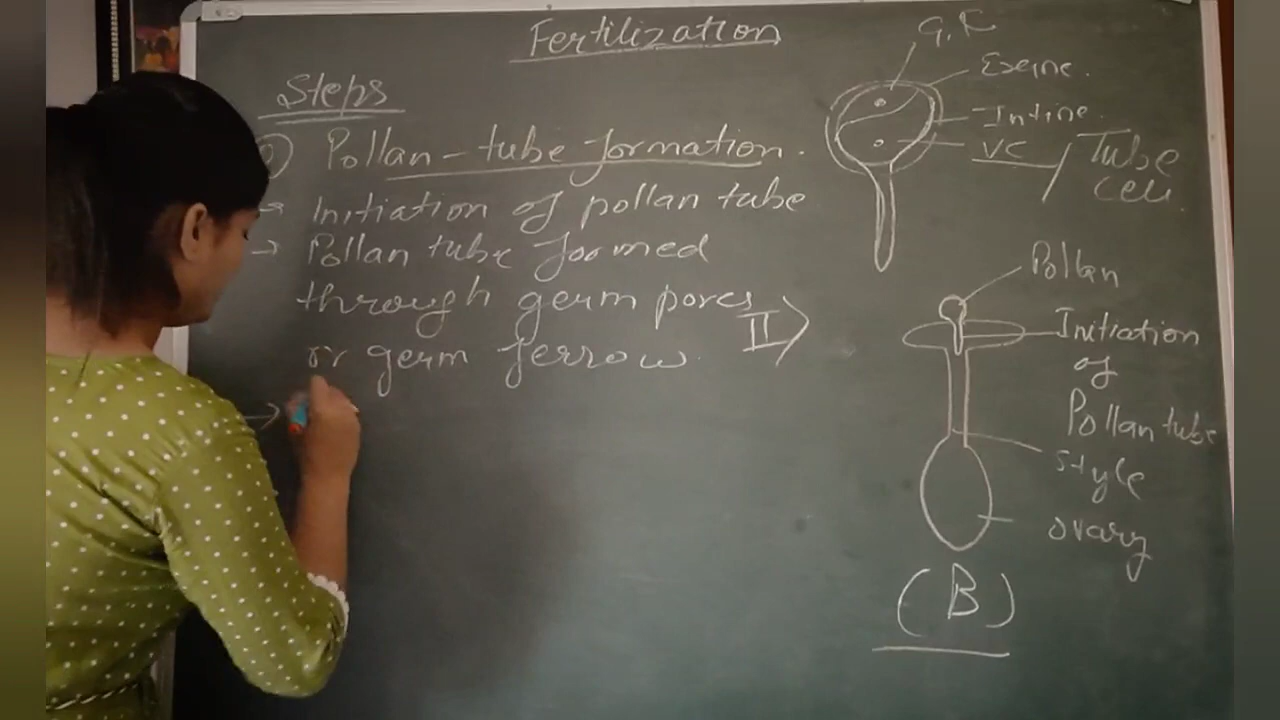 Fertilization
Steps
Pollan-tube formation.
→ Initiation of pollan tube
→ Pollan tube formed
through germ pores
or germ ferrow.
→
II
Exine.
Intine.
VC / Tube
cell.
Pollan
Initiation
of
Pollan tube
style
ovary
(B)